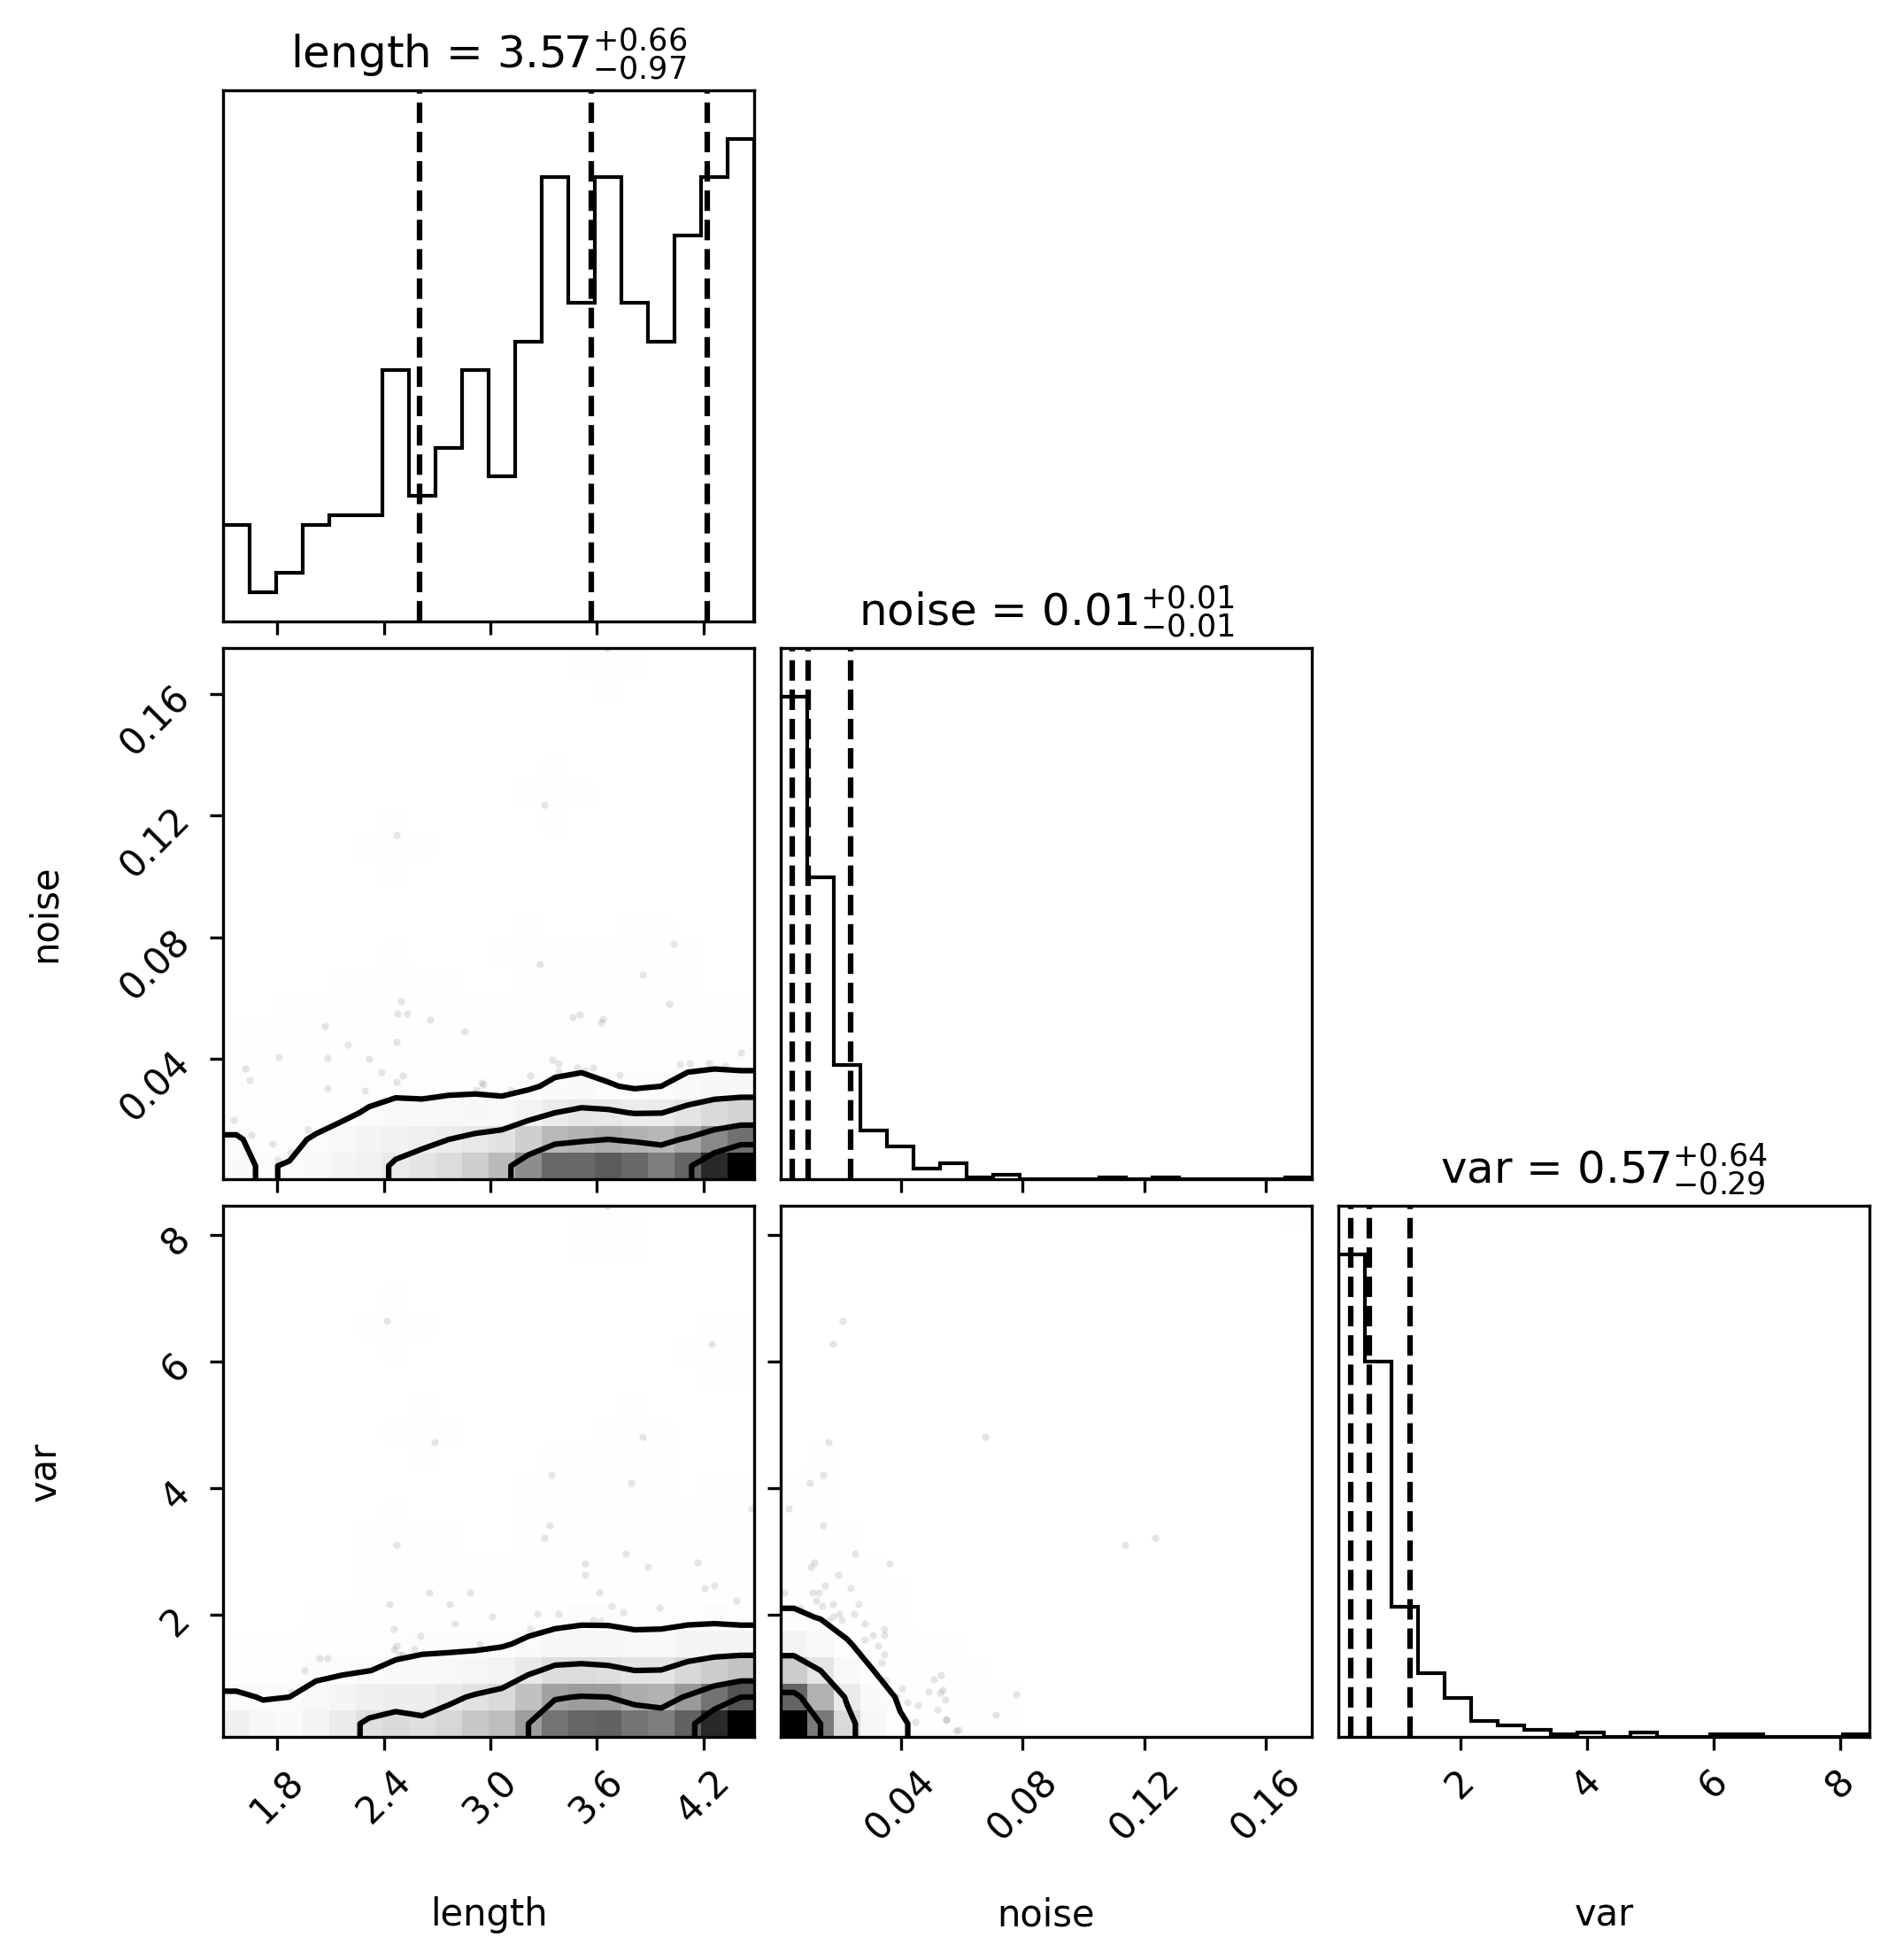 length = 3.57+0.66−0.97
noise = 0.01+0.01−0.01
0.16
0.12
0.08
0.04
noise
var = 0.57+0.64−0.29
8
6
4
2
var
1.8 2.4 3.0 3.6 4.2 0.04 0.08 0.12 0.16 2 4 6 8
length noise var